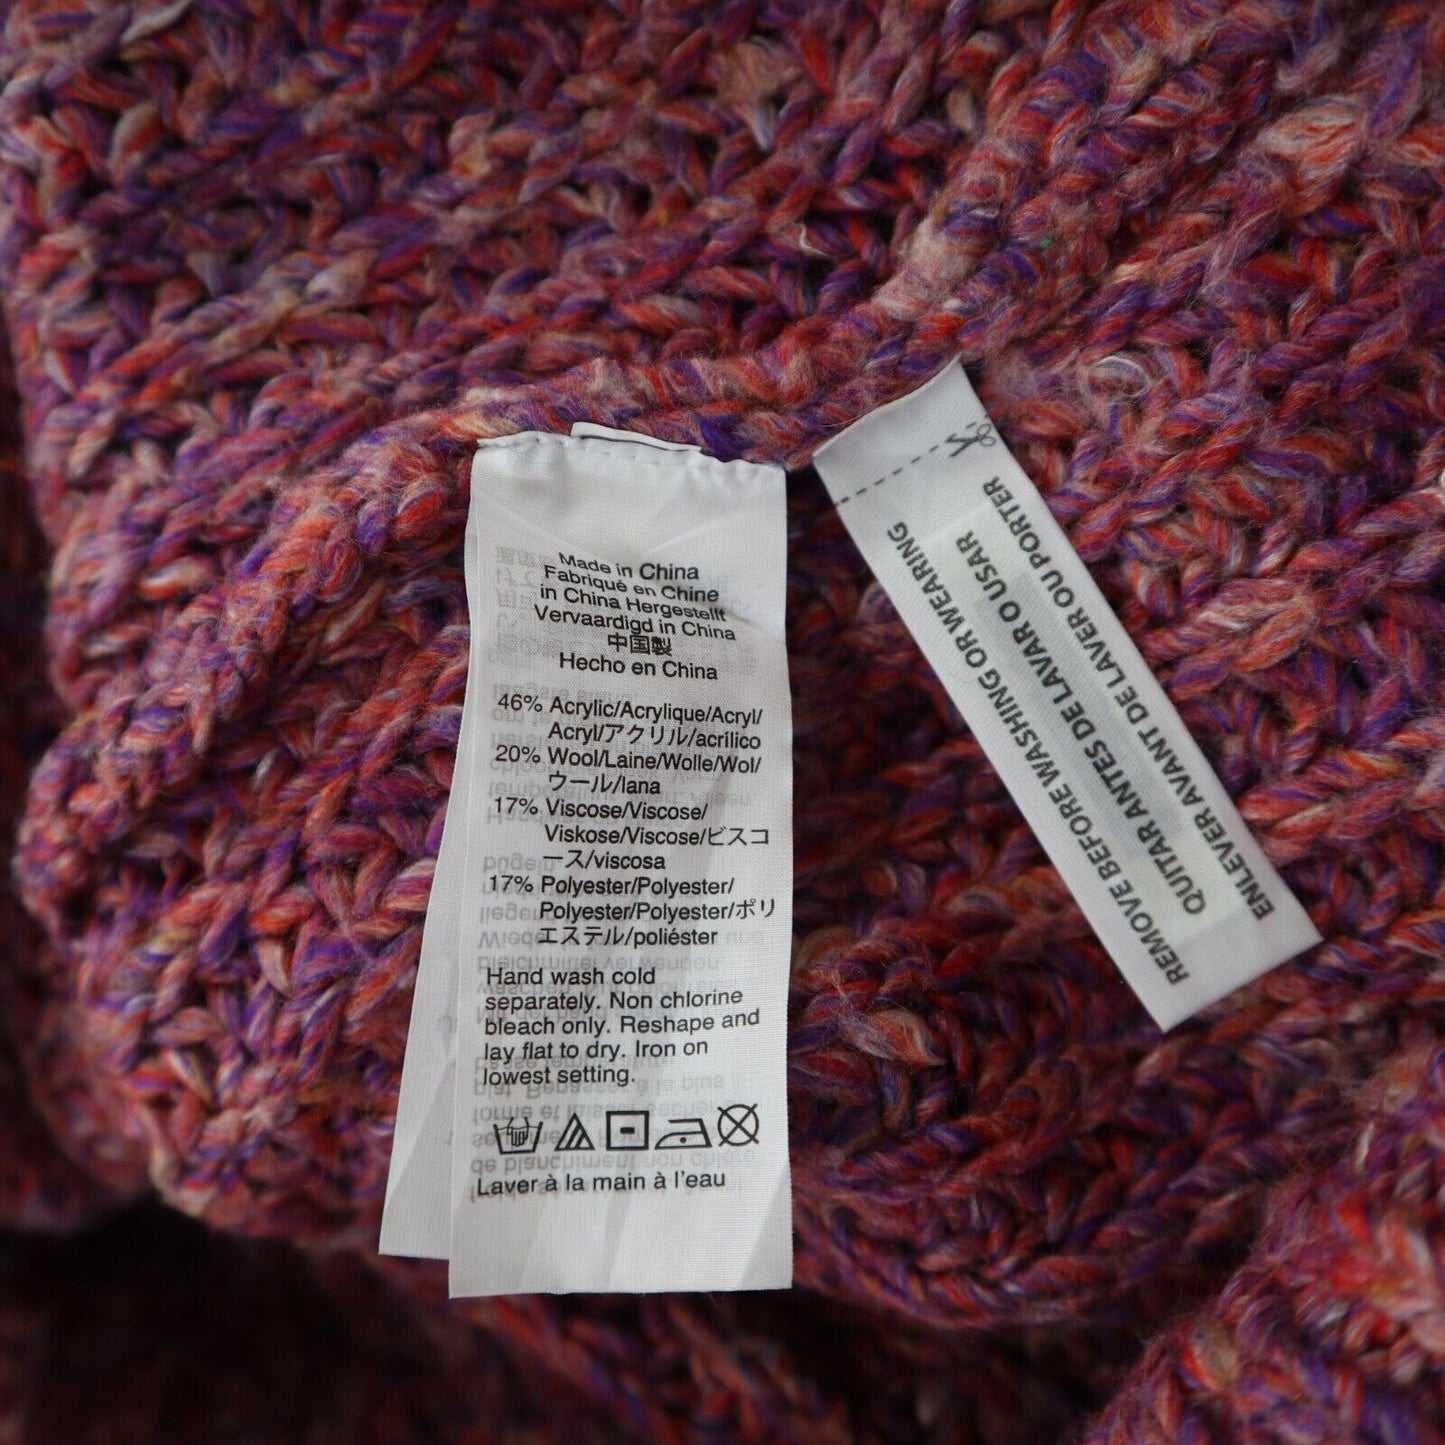 Made in China
Fabriqué en Chine
in China Hergestellt
Vervaardigd in China
中国製
Hecho en China
46% Acrylic/Acrylique/Acryl/
Acryl/アクリル/acrílico
20% Wool/Laine/Wolle/Wol/
ウール/lana
17% Viscose/Viscose/
Viskose/Viscose/ビスコ
ース/viscosa
17% Polyester/Polyester/
Polyester/Polyester/ポリ
エステル/poliéster
Hand wash cold
separately. Non chlorine
bleach only. Reshape and
lay flat to dry. Iron on
lowest setting.
Laver à la main à l'eau
REMOVE BEFORE WASHING OR WEARING
QUITAR ANTES DE LAVAR O USAR
ENLEVER AVANT DE LAVER OU PORTER